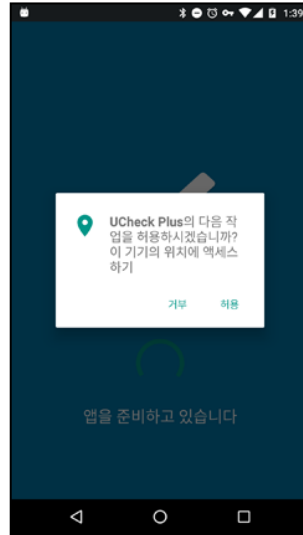 1:39
UCheck Plus의 다음 작
업을 허용하시겠습니까?
이 기기의 위치에 액세스
하기
거부 허용
앱을 준비하고 있습니다